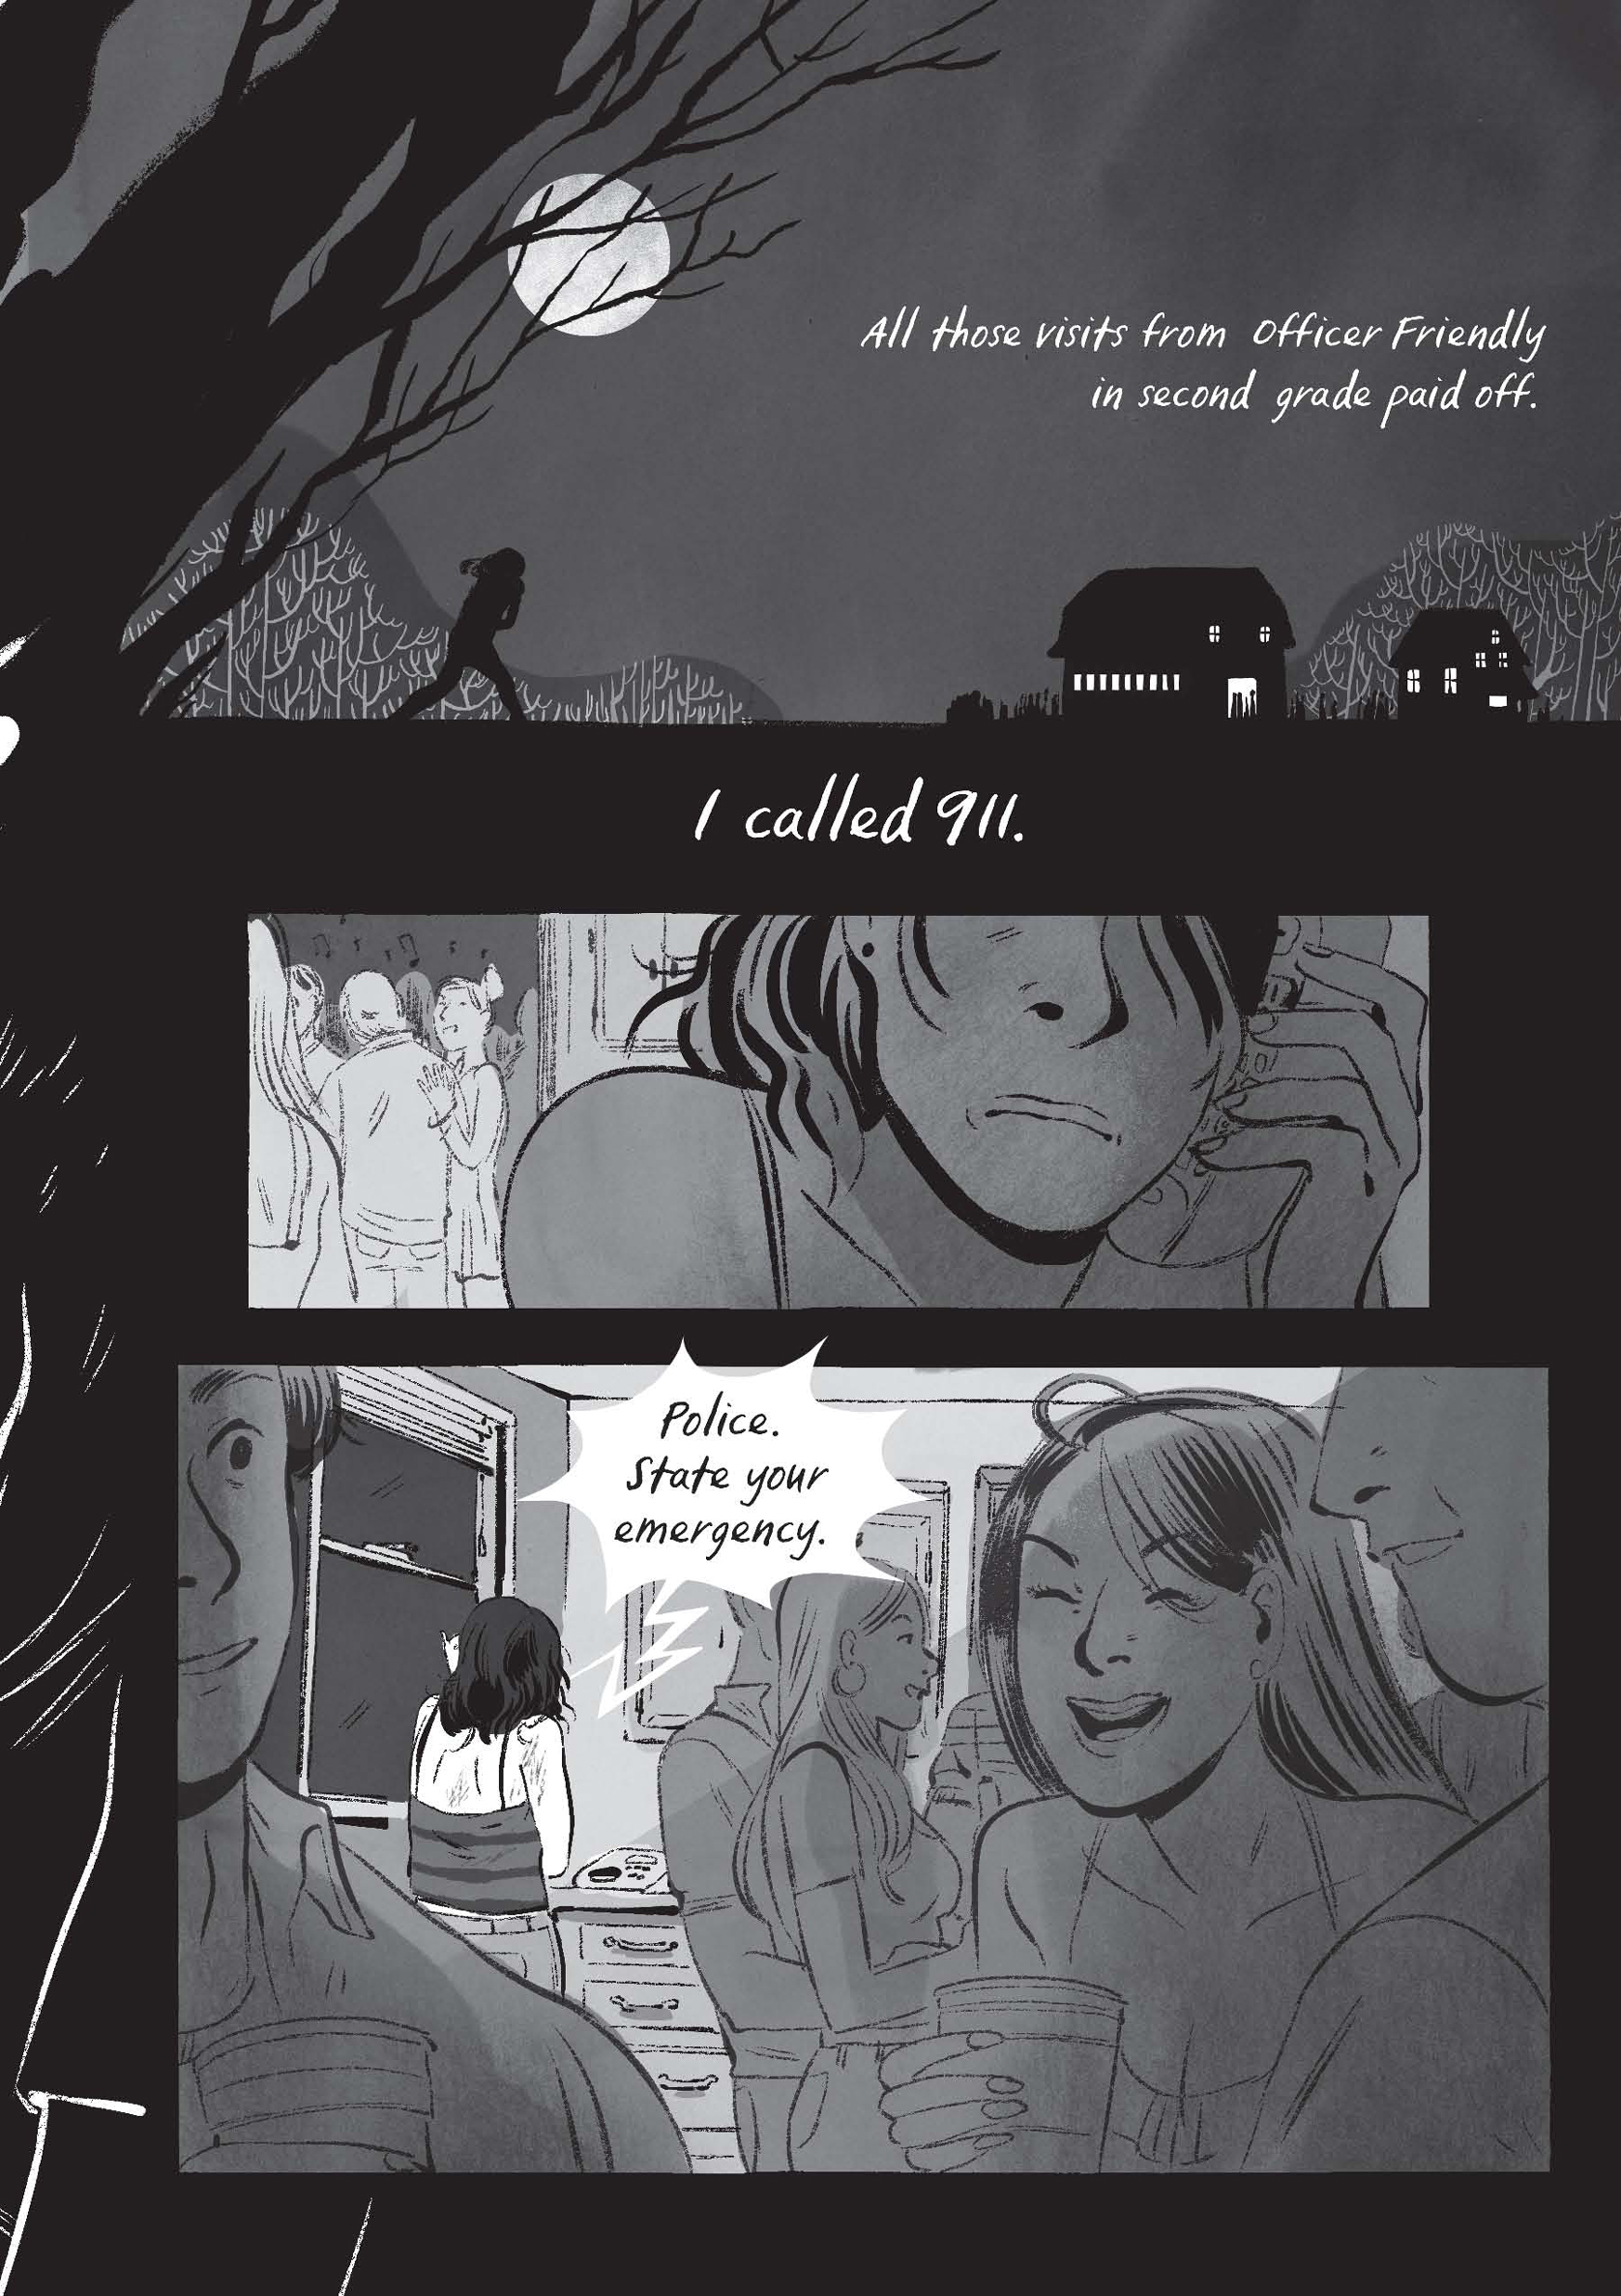 All those visits from Officer Friendly
in second grade paid off.
I called 911.
Police.
State your
emergency.